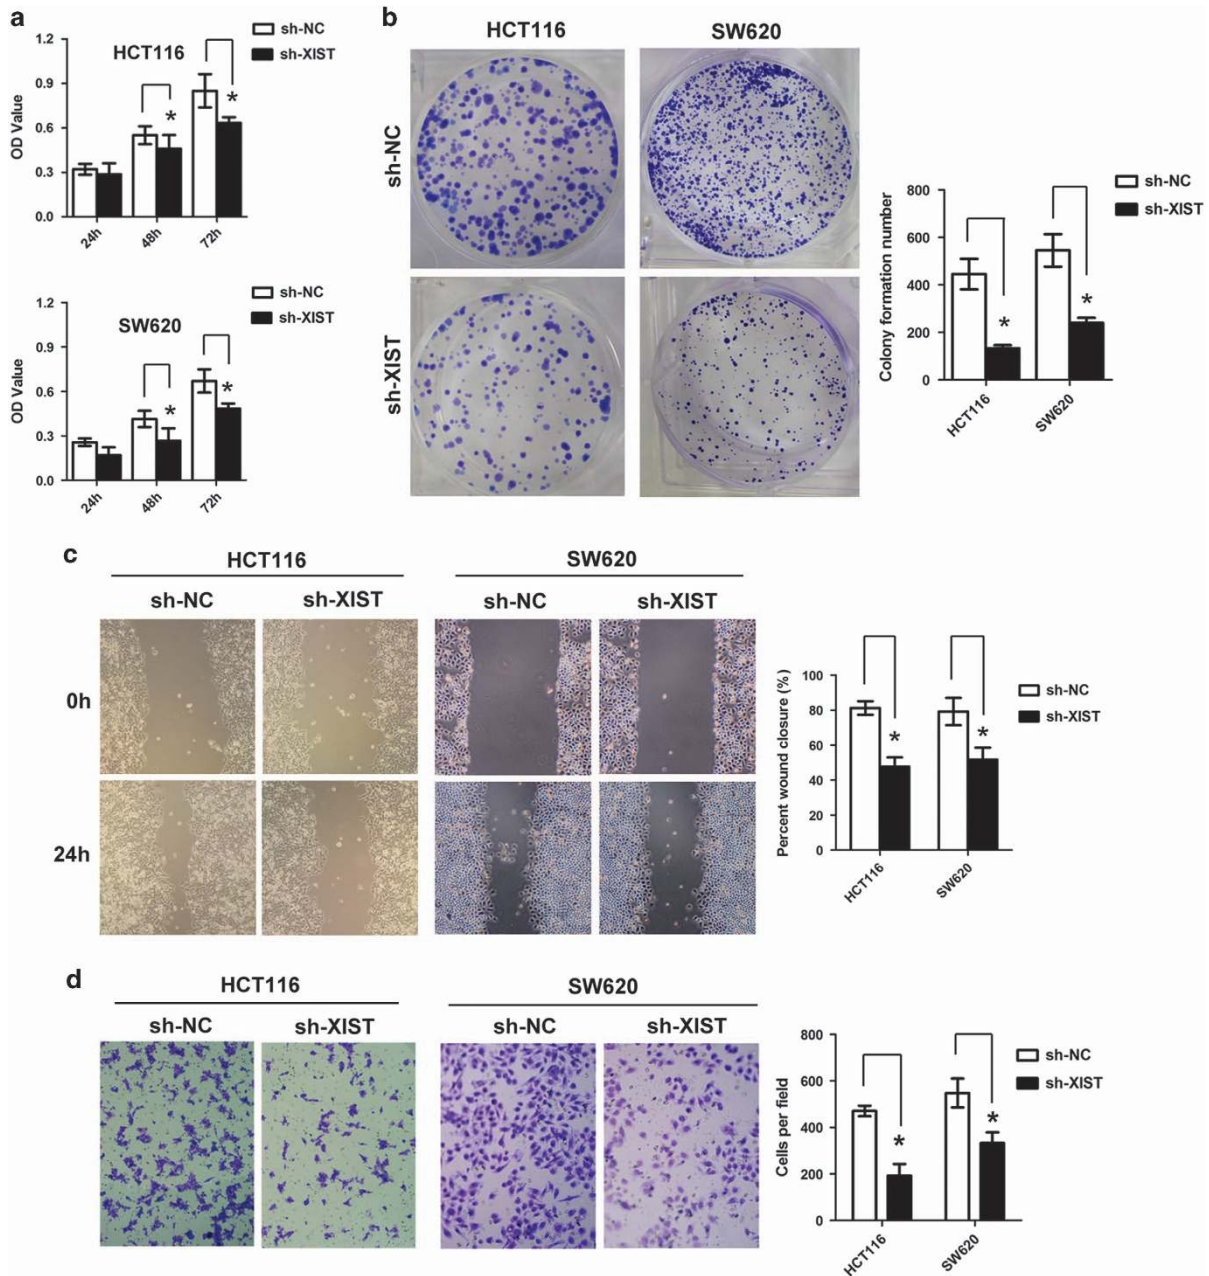 a
sh-NC
sh-XIST
HCT116
OD Value
1.2
0.9
0.6
0.3
0.0
*
*
24h
48h
72h
sh-NC
sh-XIST
SW620
OD Value
1.2
0.9
0.6
0.3
0.0
*
*
24h
48h
72h
b
HCT116
SW620
sh-NC
sh-XIST
sh-NC
sh-XIST
Colony formation number
800
600
400
200
0
*
*
HCT116
SW620
c
HCT116
SW620
sh-NC
sh-XIST
sh-NC
sh-XIST
0h
24h
sh-NC
sh-XIST
Percent wound closure (%)
100
80
60
40
20
0
*
*
HCT116
SW620
d
HCT116
SW620
sh-NC
sh-XIST
sh-NC
sh-XIST
sh-NC
sh-XIST
Cells per field
800
600
400
200
0
*
*
HCT116
SW620